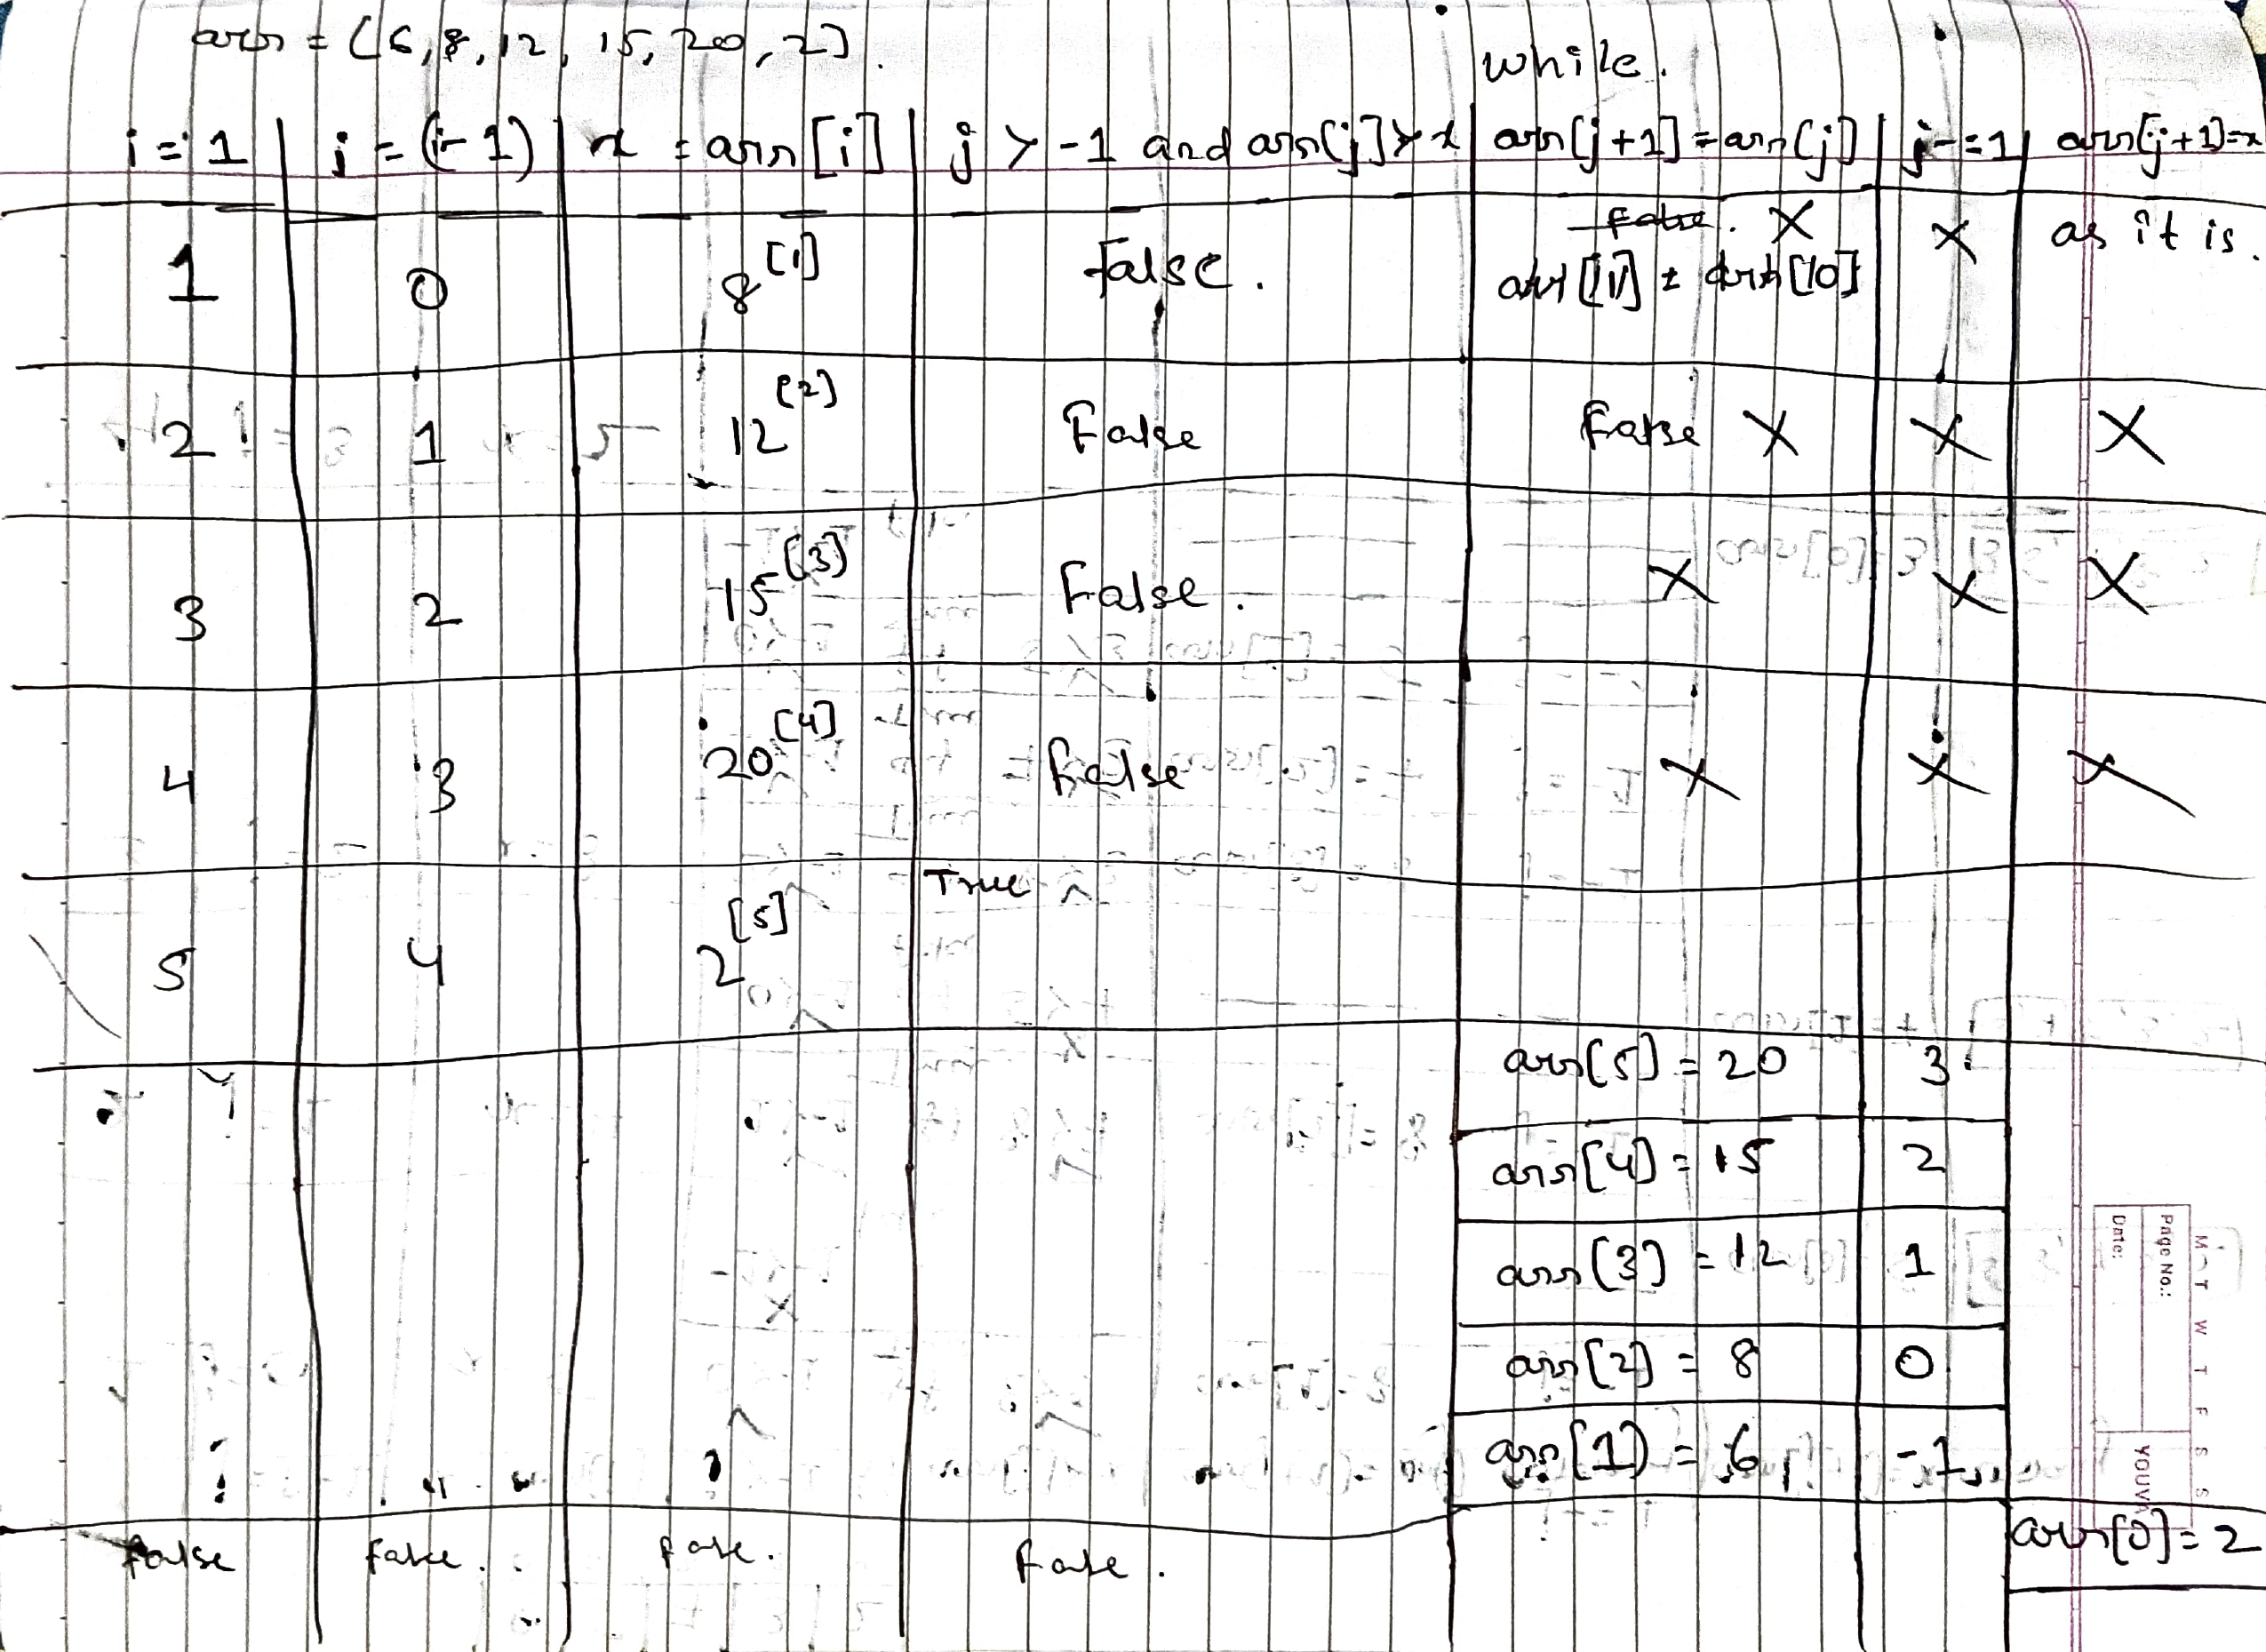 arr = [6, 8, 12, 15, 20, 2].
while.
i = 1 | j = (i-1) | x = arr[i] | j > -1 and arr[j] > x | arr[j+1] = arr[j] | j -= 1 | arr[j+1]=x
1 0 8 [1] False. False. X X as it is.
arr [1] = arr [0]
2 1 12 [2] False False X X X
3 2 15 [3] False. X X X
4 3 20 [4] False X X X
5 4 2 [5] True
arr[5] = 20 3
arr[4] = 15 2
arr[3] = 12 1
arr[2] = 8 0
arr[1] = 6 -1
False False. False. False.
arr[0] = 2
M T W T F S S
Page No.:
Date:
YOUVA